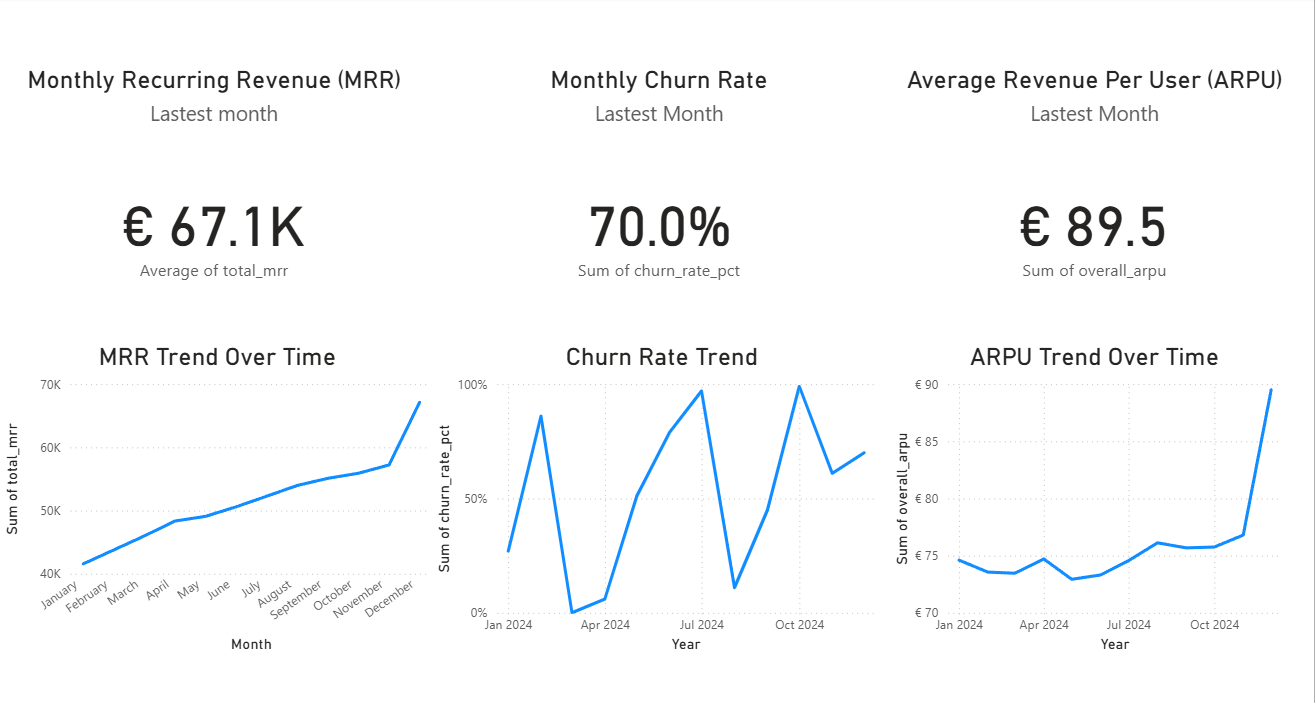 Monthly Recurring Revenue (MRR)
Lastest month
€ 67.1K
Average of total_mrr
Monthly Churn Rate
Lastest Month
70.0%
Sum of churn_rate_pct
Average Revenue Per User (ARPU)
Lastest Month
€ 89.5
Sum of overall_arpu
MRR Trend Over Time
Sum of total_mrr
70K
60K
50K
40K
January
February
March
April
May
June
July
August
September
October
November
December
Month
Churn Rate Trend
Sum of churn_rate_pct
100%
50%
0%
Jan 2024
Apr 2024
Jul 2024
Oct 2024
Year
ARPU Trend Over Time
Sum of overall_arpu
€ 90
€ 85
€ 80
€ 75
€ 70
Jan 2024
Apr 2024
Jul 2024
Oct 2024
Year